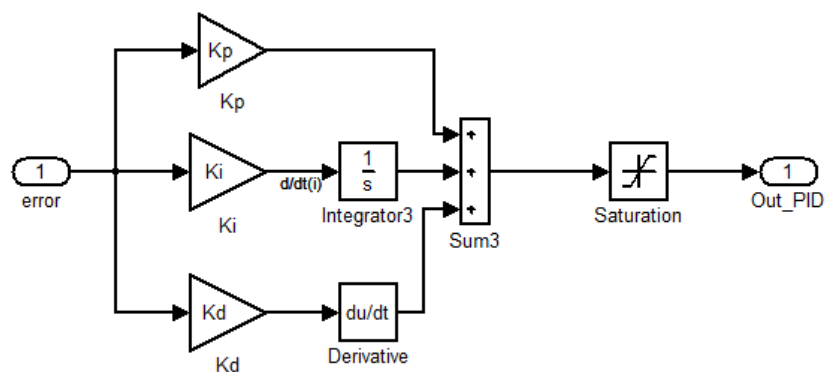 Kp
Kp
1
error
Ki
Ki
d/dt(i)
1
s
Integrator3
+
+
+
Sum3
Saturation
1
Out_PID
Kd
Kd
du/dt
Derivative